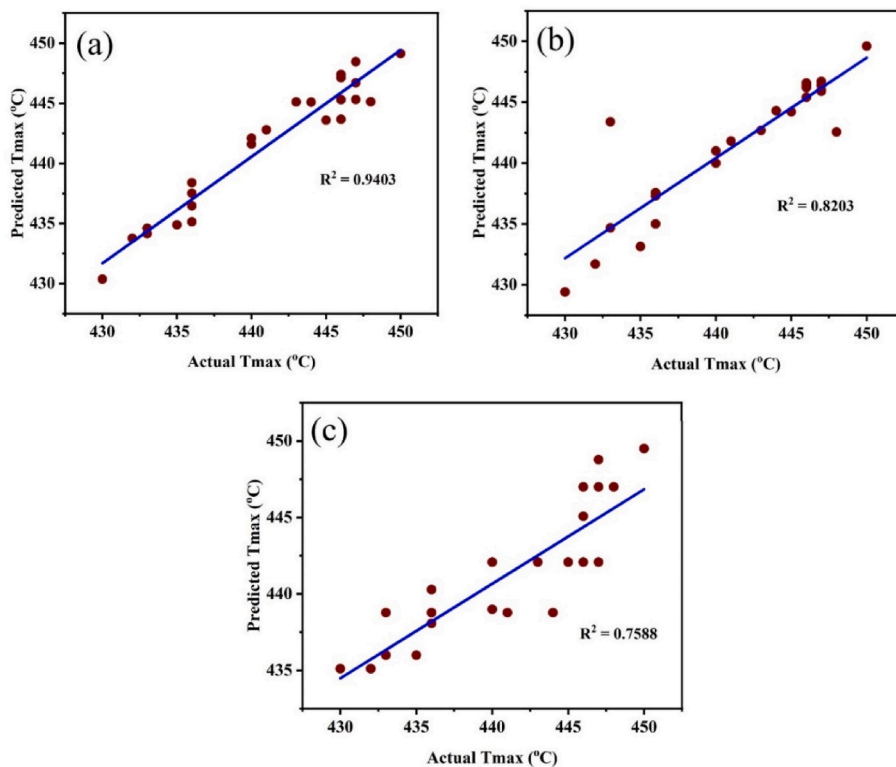 (a)
Predicted Tmax (°C)
450
445
440
435
430
R² = 0.9403
430 435 440 445 450
Actual Tmax (°C)
(b)
Predicted Tmax (°C)
450
445
440
435
430
R² = 0.8203
430 435 440 445 450
Actual Tmax (°C)
(c)
Predicted Tmax (°C)
450
445
440
435
R² = 0.7588
430 435 440 445 450
Actual Tmax (°C)